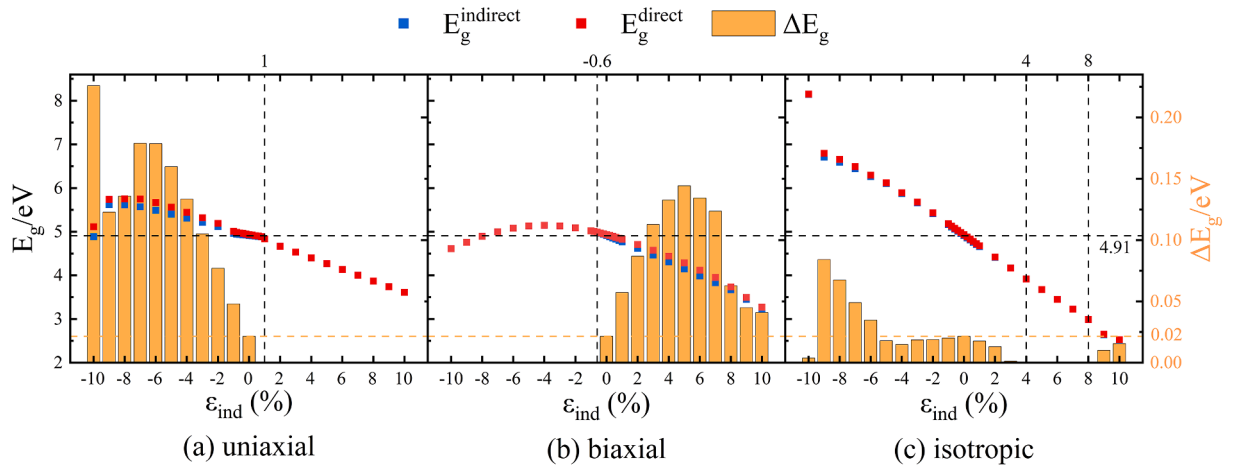 E_g^indirect E_g^direct ΔE_g
1 -0.6 4 8
8
7
6
5
4
3
2
E_g/eV
4.91
0.20
0.15
0.10
0.05
0.02
0.00
ΔE_g/eV
-10 -8 -6 -4 -2 0 2 4 6 8 10 -10 -8 -6 -4 -2 0 2 4 6 8 10 -10 -8 -6 -4 -2 0 2 4 6 8 10
ε_ind (%) ε_ind (%) ε_ind (%)
(a) uniaxial (b) biaxial (c) isotropic